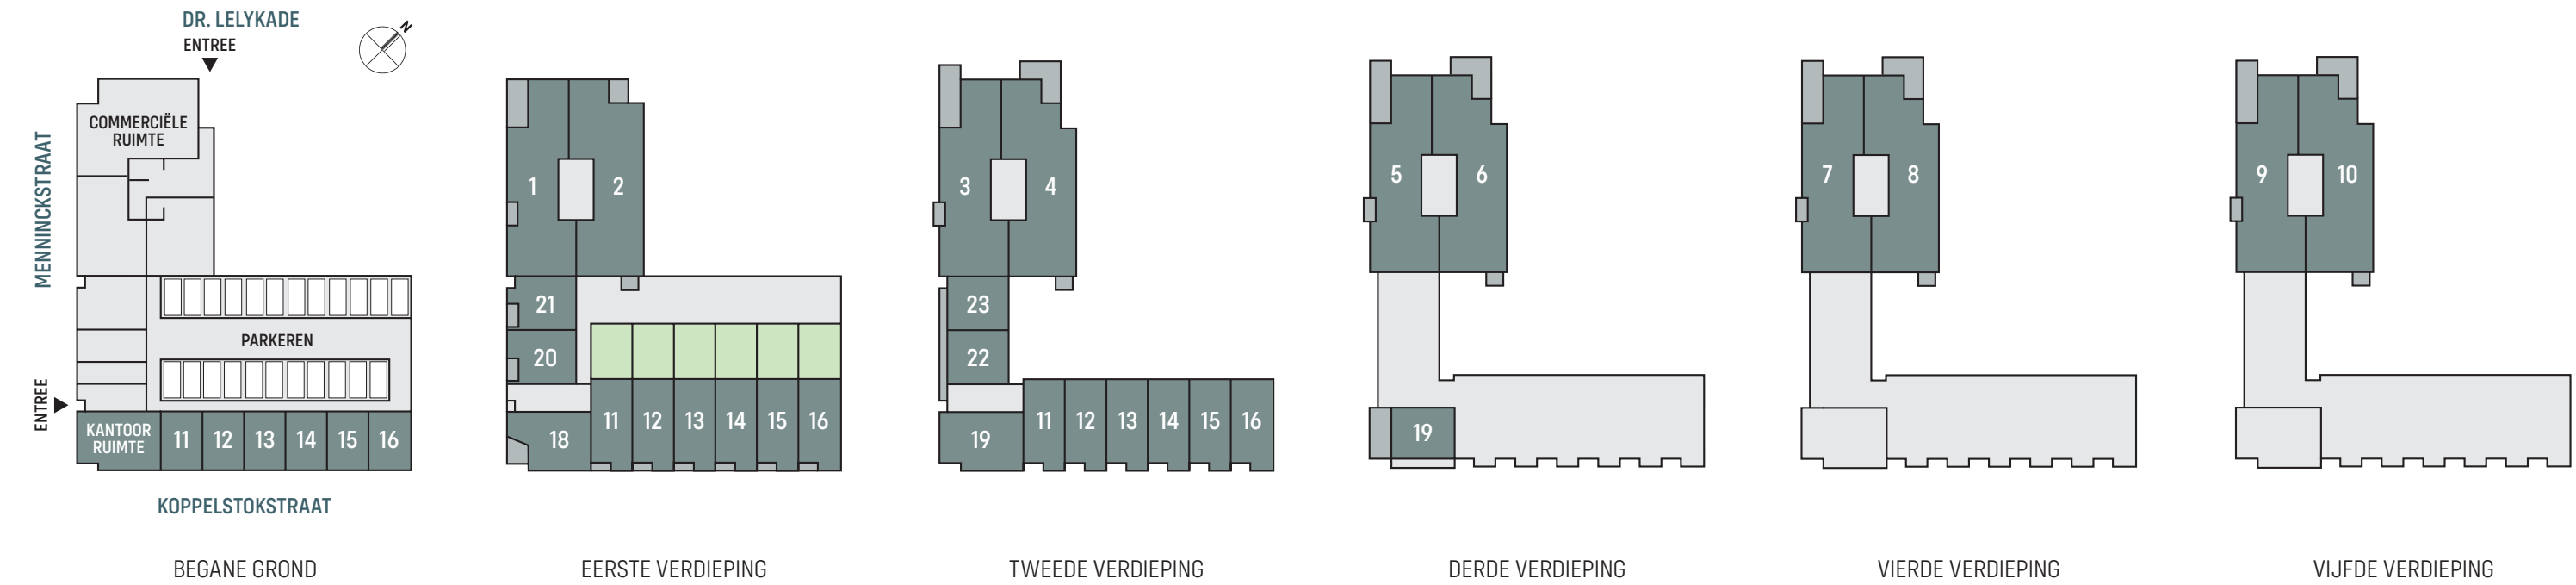 DR. LELYKADE
ENTREE
N
MENNINCKSTRAAT
COMMERCIËLE
RUIMTE
PARKEREN
ENTREE
KANTOOR
RUIMTE
11 12 13 14 15 16
KOPPELSTOKSTRAAT
BEGANE GROND
1 2
21
20
11 12 13 14 15 16
18
EERSTE VERDIEPING
3 4
23
22
11 12 13 14 15 16
19
TWEEDE VERDIEPING
5 6
19
DERDE VERDIEPING
7 8
VIERDE VERDIEPING
9 10
VIJFDE VERDIEPING